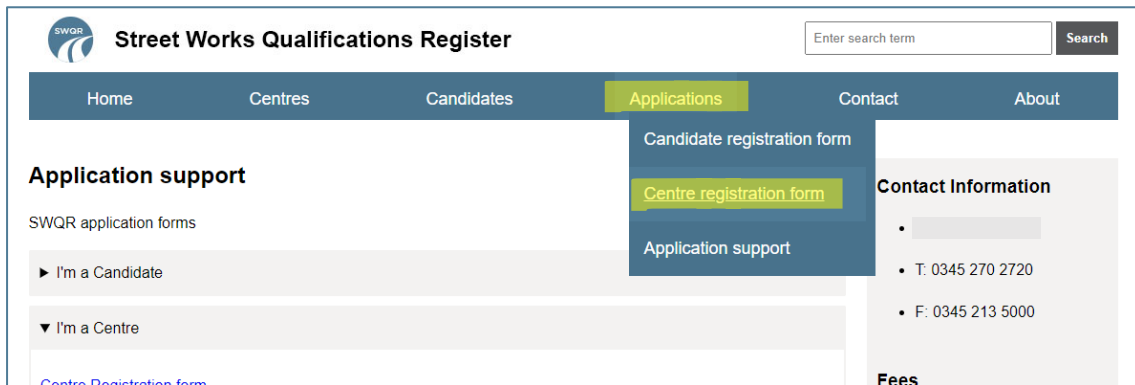 SWQR
Street Works Qualifications Register
Enter search term
Search
Home
Centres
Candidates
Applications
Contact
About
Candidate registration form
Centre registration form
Application support
Application support
SWQR application forms
► I'm a Candidate
▼ I'm a Centre
Centre Registration form
Contact Information
• T: 0345 270 2720
• F: 0345 213 5000
Fees